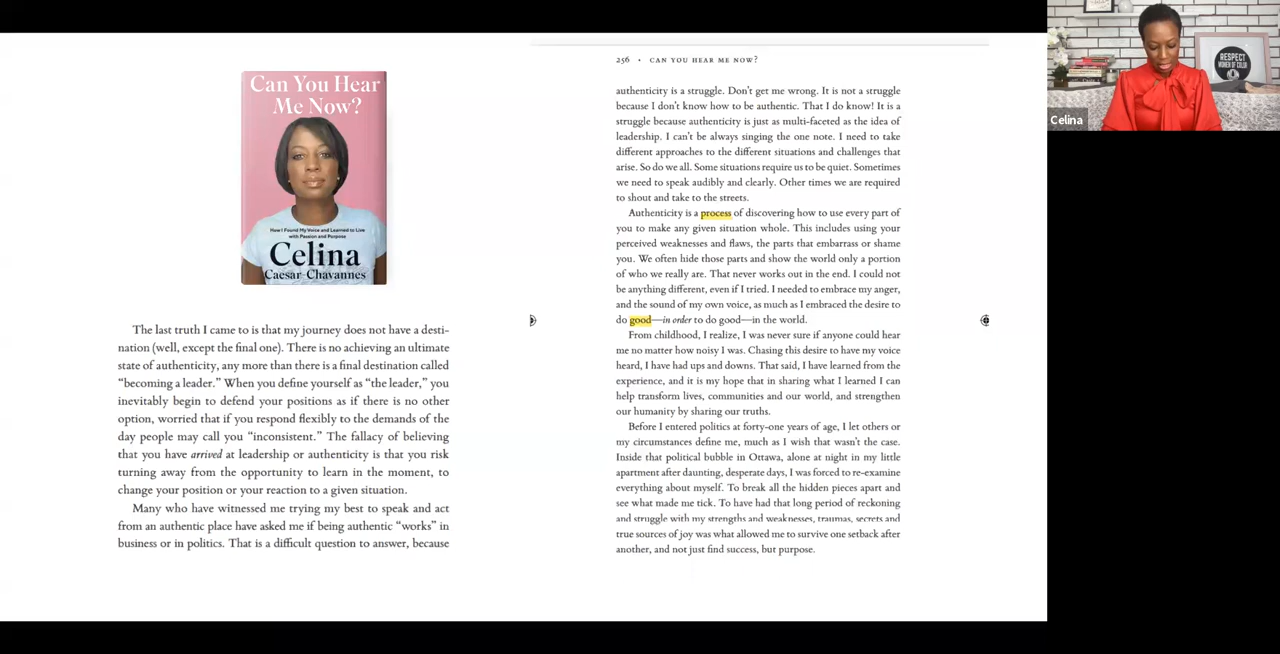 Can You Hear
Me Now?
How I Found My Voice and Learned to Live
with Passion and Purpose
Celina
Caesar-Chavannes
The last truth I came to is that my journey does not have a desti-
nation (well, except the final one). There is no achieving an ultimate
state of authenticity, any more than there is a final destination called
“becoming a leader.” When you define yourself as “the leader,” you
inevitably begin to defend your positions as if there is no other
option, worried that if you respond flexibly to the demands of the
day people may call you “inconsistent.” The fallacy of believing
that you have arrived at leadership or authenticity is that you risk
turning away from the opportunity to learn in the moment, to
change your position or your reaction to a given situation.
Many who have witnessed me trying my best to speak and act
from an authentic place have asked me if being authentic “works” in
business or in politics. That is a difficult question to answer, because
256 • CAN YOU HEAR ME NOW?
authenticity is a struggle. Don’t get me wrong. It is not a struggle
because I don’t know how to be authentic. That I do know! It is a
struggle because authenticity is just as multi-faceted as the idea of
leadership. I can’t be always singing the one note. I need to take
different approaches to the different situations and challenges that
arise. So do we all. Some situations require us to be quiet. Sometimes
we need to speak audibly and clearly. Other times we are required
to shout and take to the streets.
Authenticity is a process of discovering how to use every part of
you to make any given situation whole. This includes using your
perceived weaknesses and flaws, the parts that embarrass or shame
you. We often hide those parts and show the world only a portion
of who we really are. That never works out in the end. I could not
be anything different, even if I tried. I needed to embrace my anger,
and the sound of my own voice, as much as I embraced the desire to
do good—in order to do good—in the world.
From childhood, I realize, I was never sure if anyone could hear
me no matter how noisy I was. Chasing this desire to have my voice
heard, I have had ups and downs. That said, I have learned from the
experience, and it is my hope that in sharing what I learned I can
help transform lives, communities and our world, and strengthen
our humanity by sharing our truths.
Before I entered politics at forty-one years of age, I let others or
my circumstances define me, much as I wish that wasn’t the case.
Inside that political bubble in Ottawa, alone at night in my little
apartment after daunting, desperate days, I was forced to re-examine
everything about myself. To break all the hidden pieces apart and
see what made me tick. To have had that long period of reckoning
and struggle with my strengths and weaknesses, traumas, secrets and
true sources of joy was what allowed me to survive one setback after
another, and not just find success, but purpose.
RESPECT
WOMEN OF COLOR
Celina